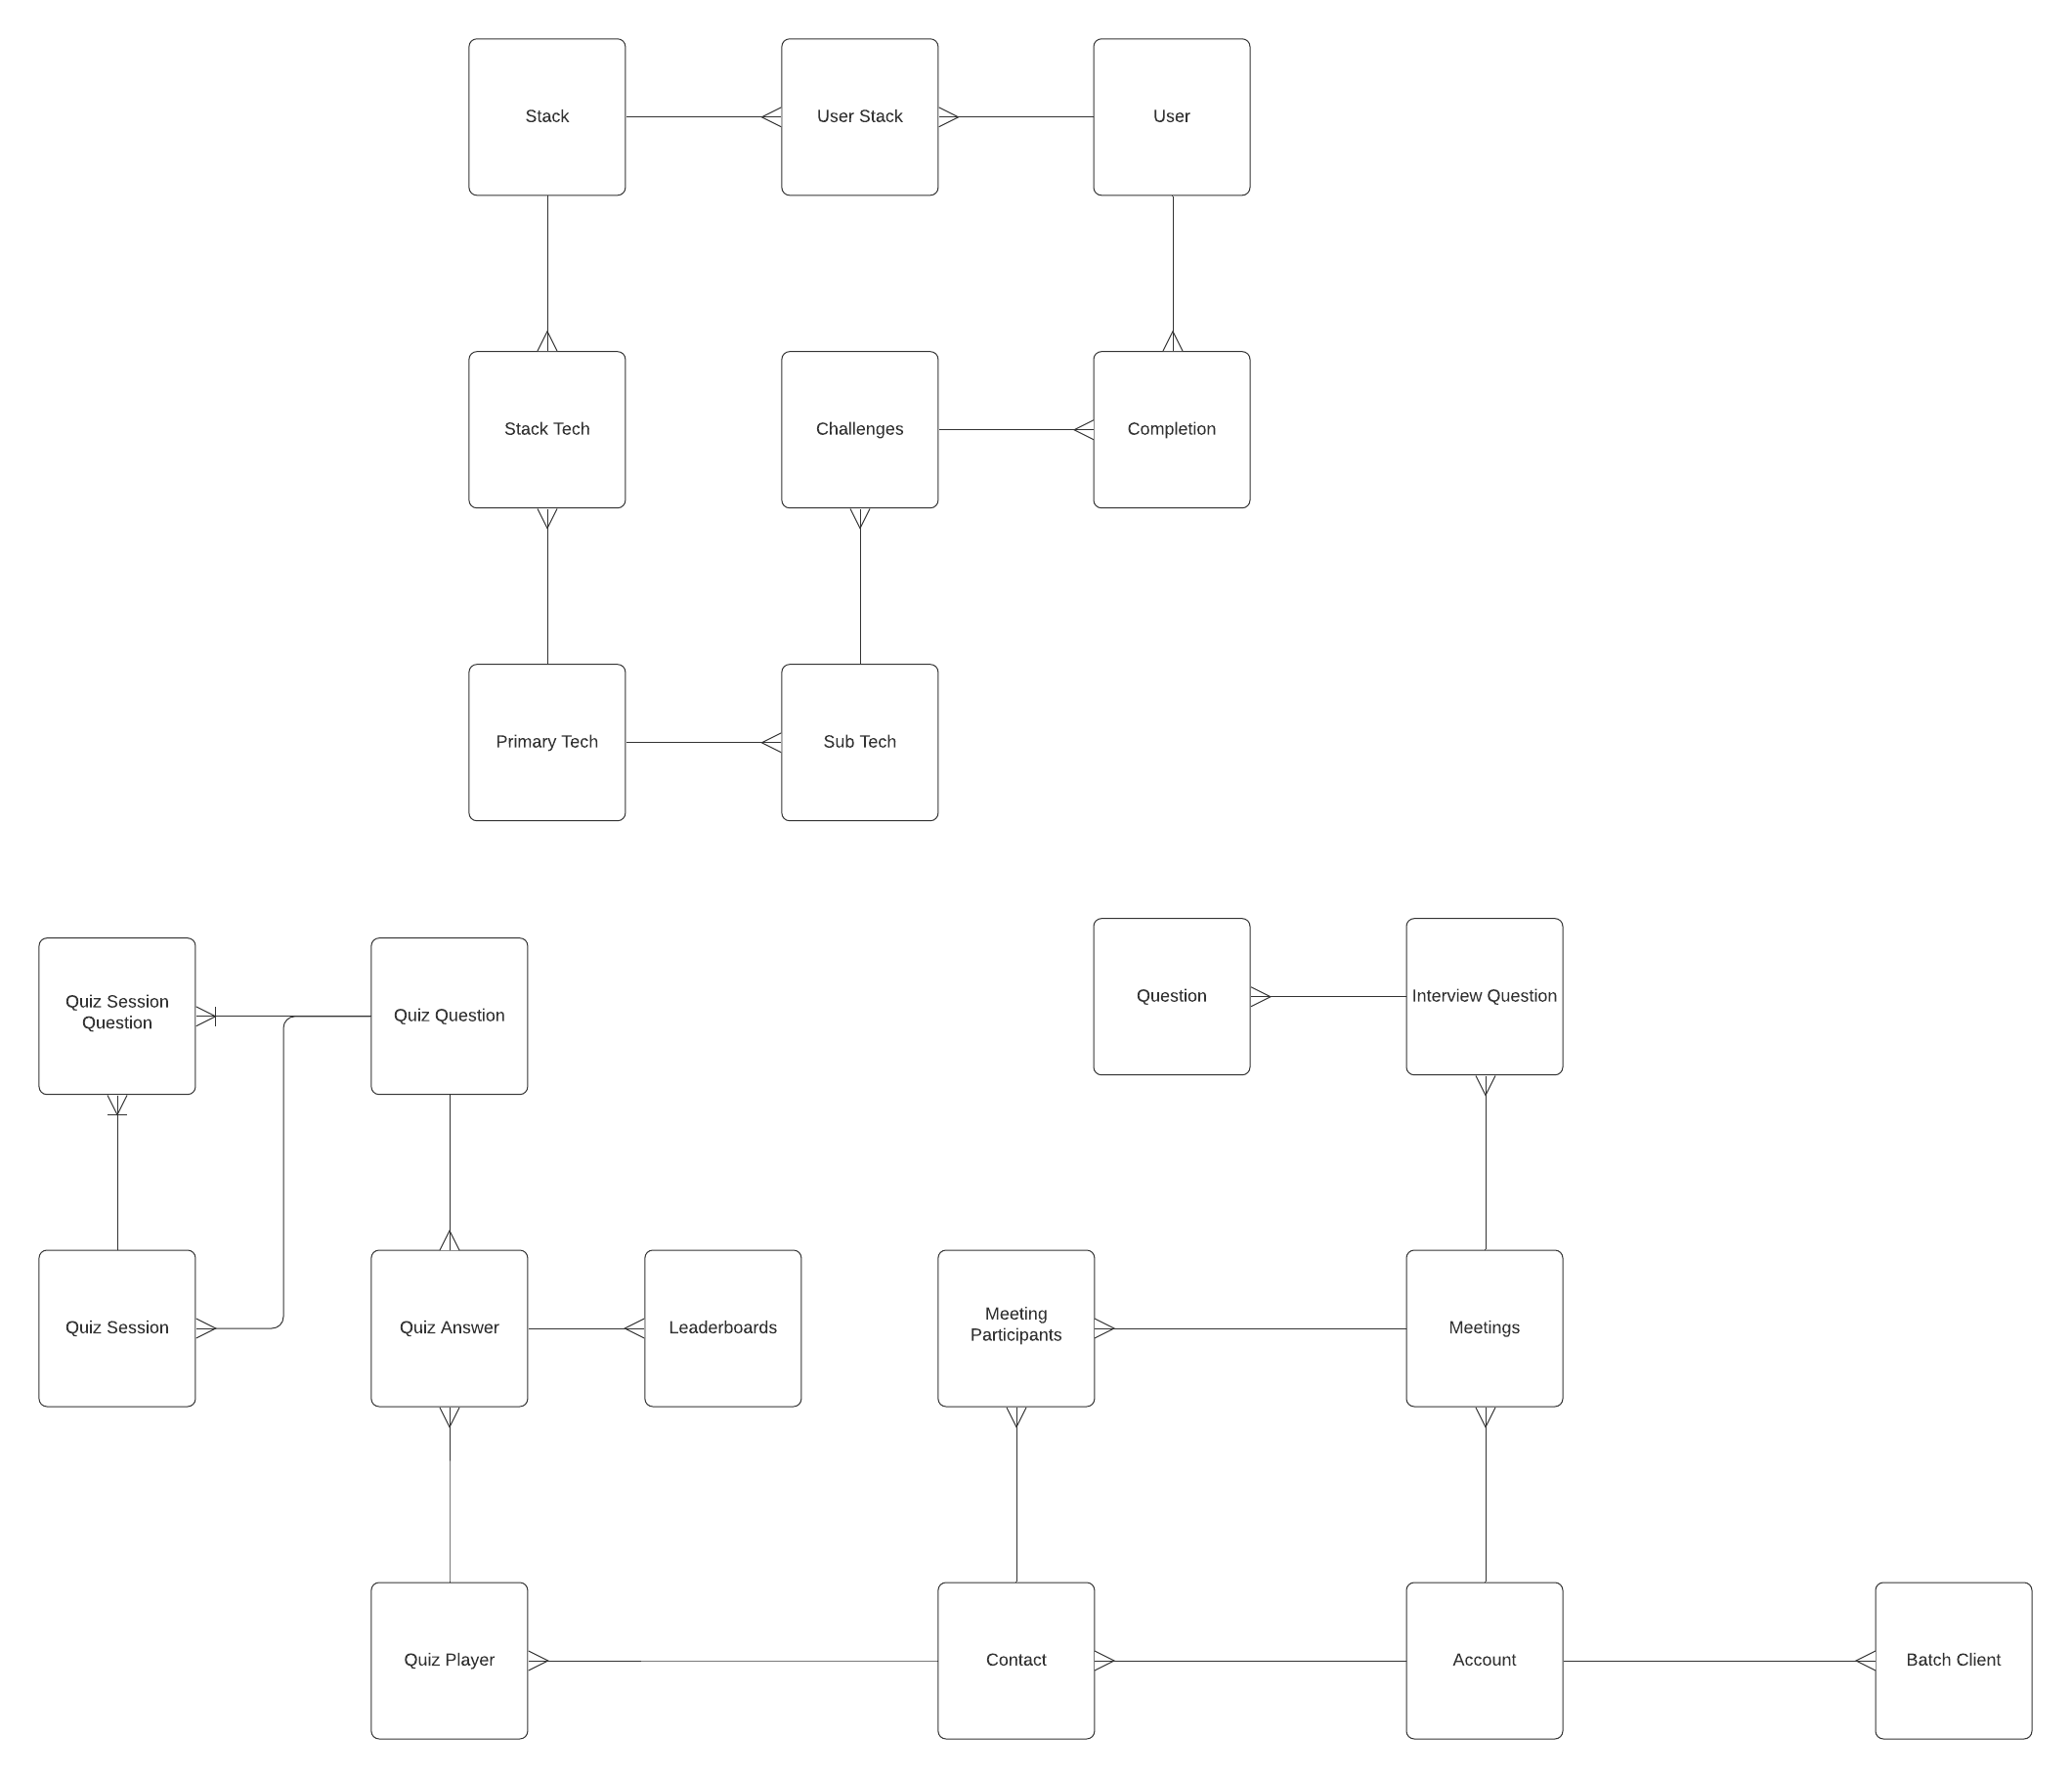 Stack
User Stack
User
Stack Tech
Challenges
Completion
Primary Tech
Sub Tech
Quiz Session
Question
Quiz Question
Question
Interview Question
Quiz Session
Quiz Answer
Leaderboards
Meeting
Participants
Meetings
Quiz Player
Contact
Account
Batch Client